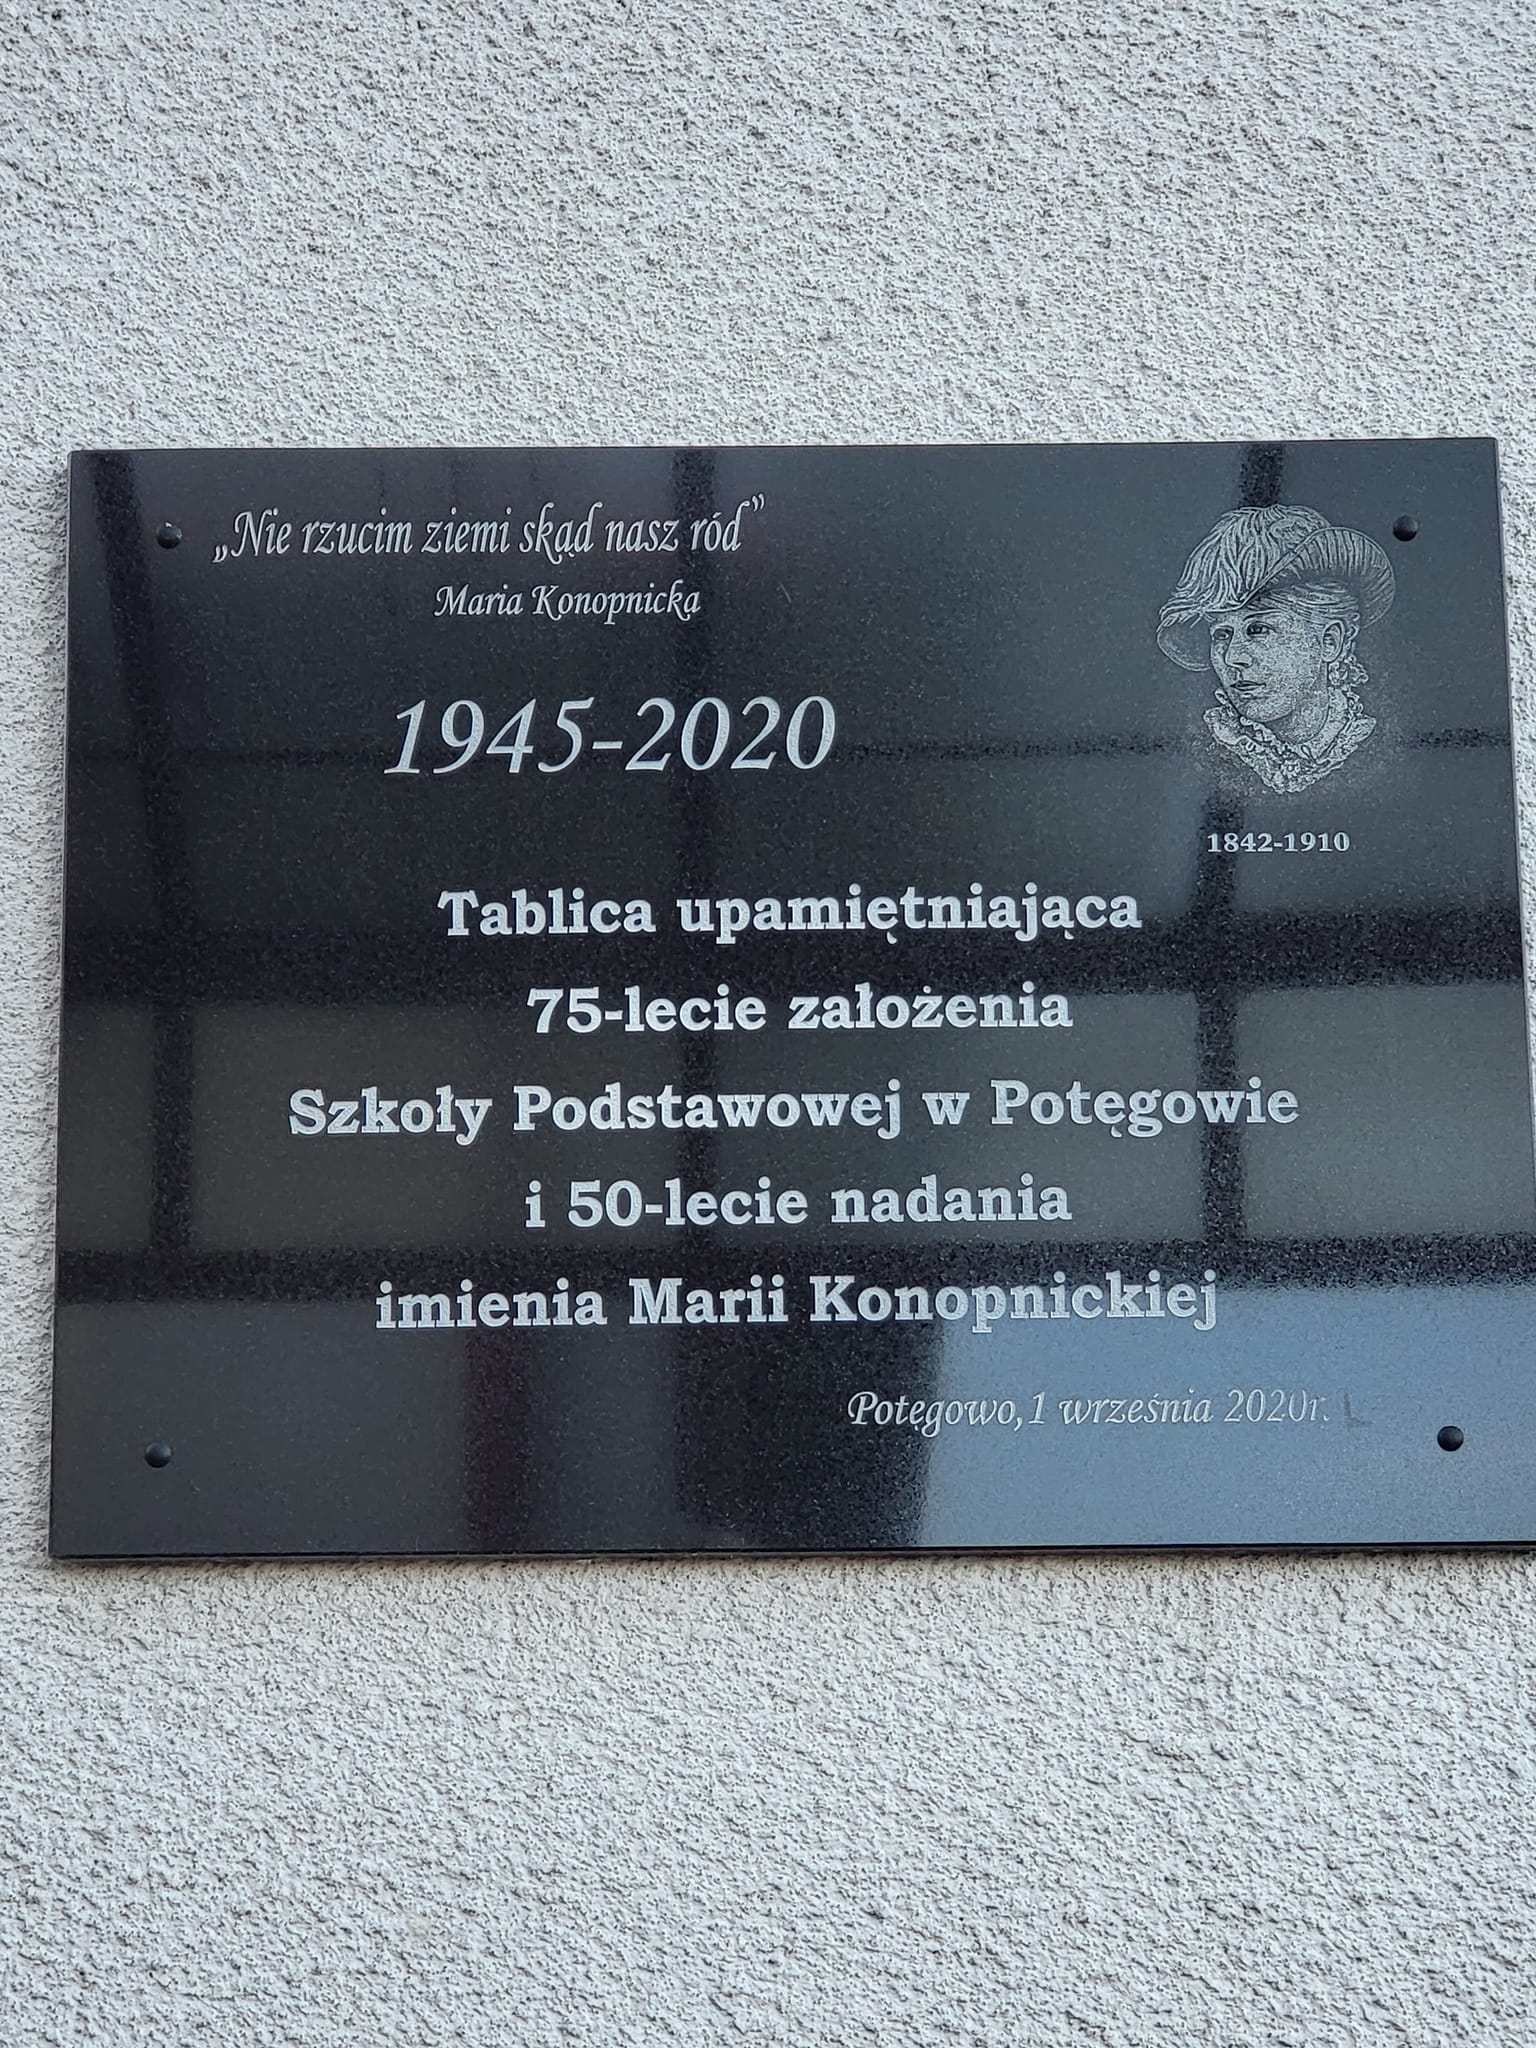 „Nie rzucim ziemi skąd nasz ród”
Maria Konopnicka
1945-2020
1842-1910
Tablica upamiętniająca
75-lecie założenia
Szkoły Podstawowej w Potęgowie
i 50-lecie nadania
imienia Marii Konopnickiej
Potęgowo, 1 września 2020r.